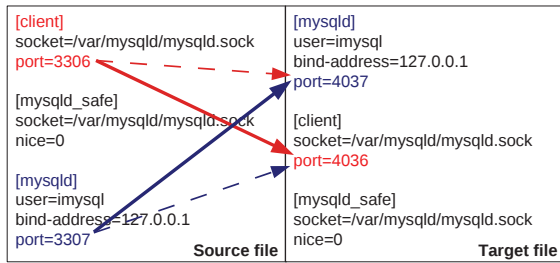 [client]
socket=/var/mysqld/mysqld.sock
port=3306
[mysqld_safe]
socket=/var/mysqld/mysqld.sock
nice=0
[mysqld]
user=imysql
bind-address=127.0.0.1
port=3307
Source file
[mysqld]
user=imysql
bind-address=127.0.0.1
port=4037
[client]
socket=/var/mysqld/mysqld.sock
port=4036
[mysqld_safe]
socket=/var/mysqld/mysqld.sock
nice=0
Target file